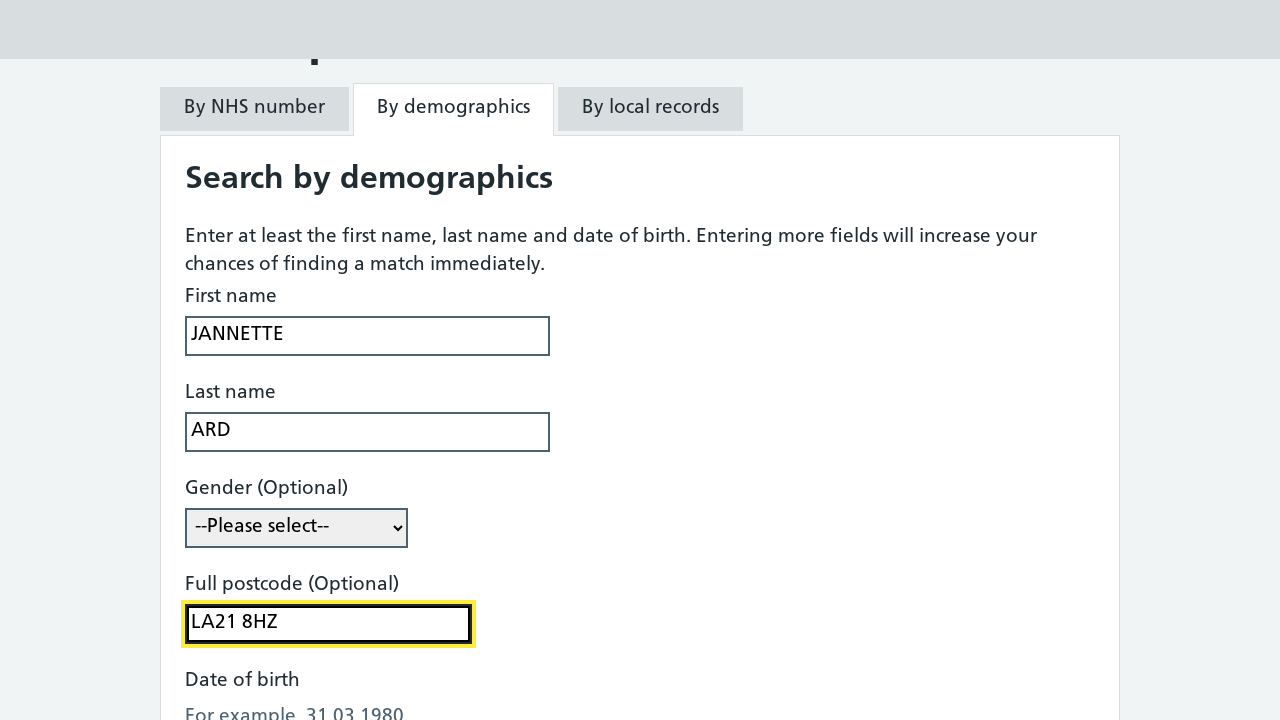 By NHS number
By demographics
By local records
Search by demographics
Enter at least the first name, last name and date of birth. Entering more fields will increase your
chances of finding a match immediately.
First name
JANNETTE
Last name
ARD
Gender (Optional)
--Please select--
Full postcode (Optional)
LA21 8HZ
Date of birth
For example, 31 03 1980